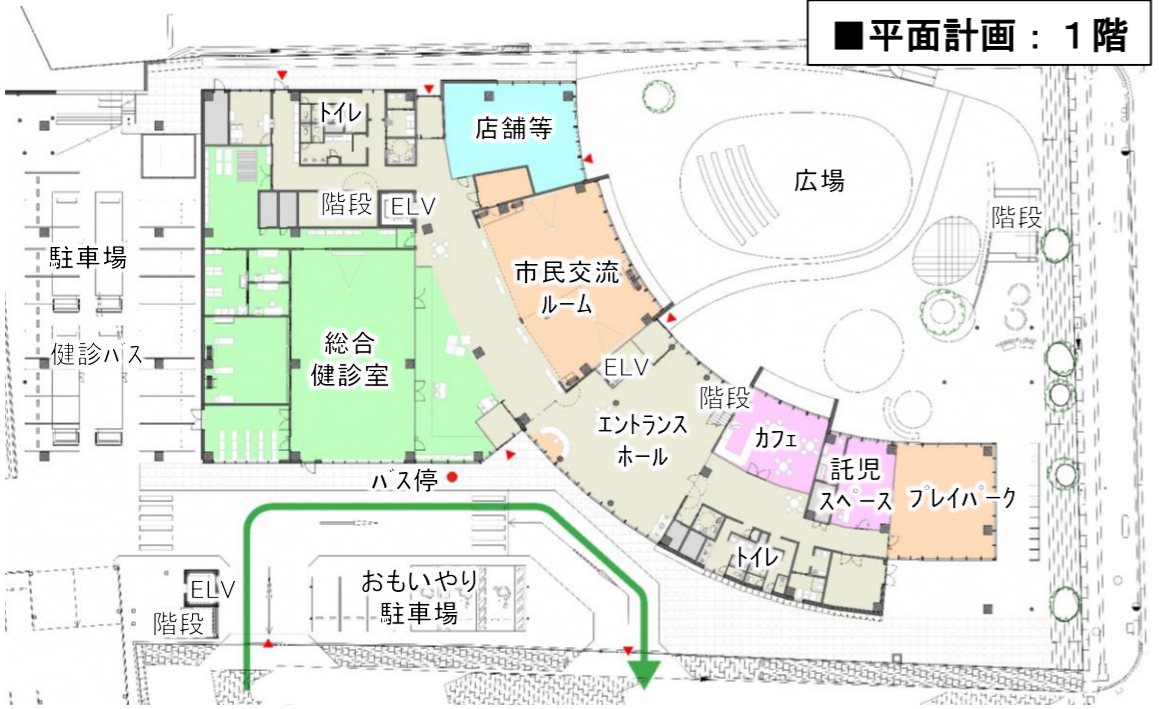 ■平面計画：１階
トイレ
店舗等
広場
階段
ELV
階段
駐車場
市民交流
ルーム
健診バス
総合
健診室
ELV
階段
エントランス
ホール
カフェ
託児
スペース
プレイパーク
バス停
トイレ
ELV
階段
おもいやり
駐車場